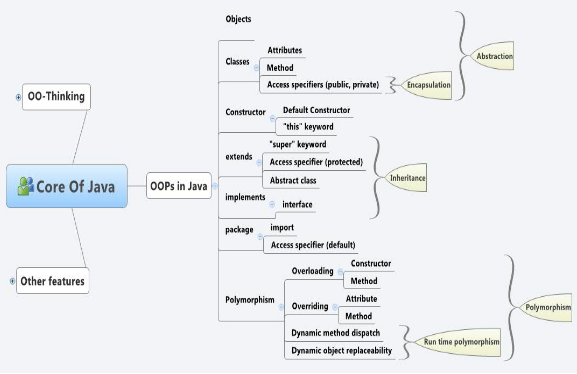 Objects
Classes
Attributes
Method
Access specifiers (public, private)
Encapsulation
Abstraction
OO-Thinking
Constructor
Default Constructor
"this" keyword
extends
"super" keyword
Access specifier (protected)
Abstract class
Inheritance
Core Of Java
OOPs in Java
implements
interface
package
import
Access specifier (default)
Other features
Polymorphism
Overloading
Constructor
Method
Overriding
Attribute
Method
Dynamic method dispatch
Dynamic object replaceability
Run time polymorphism
Polymorphism